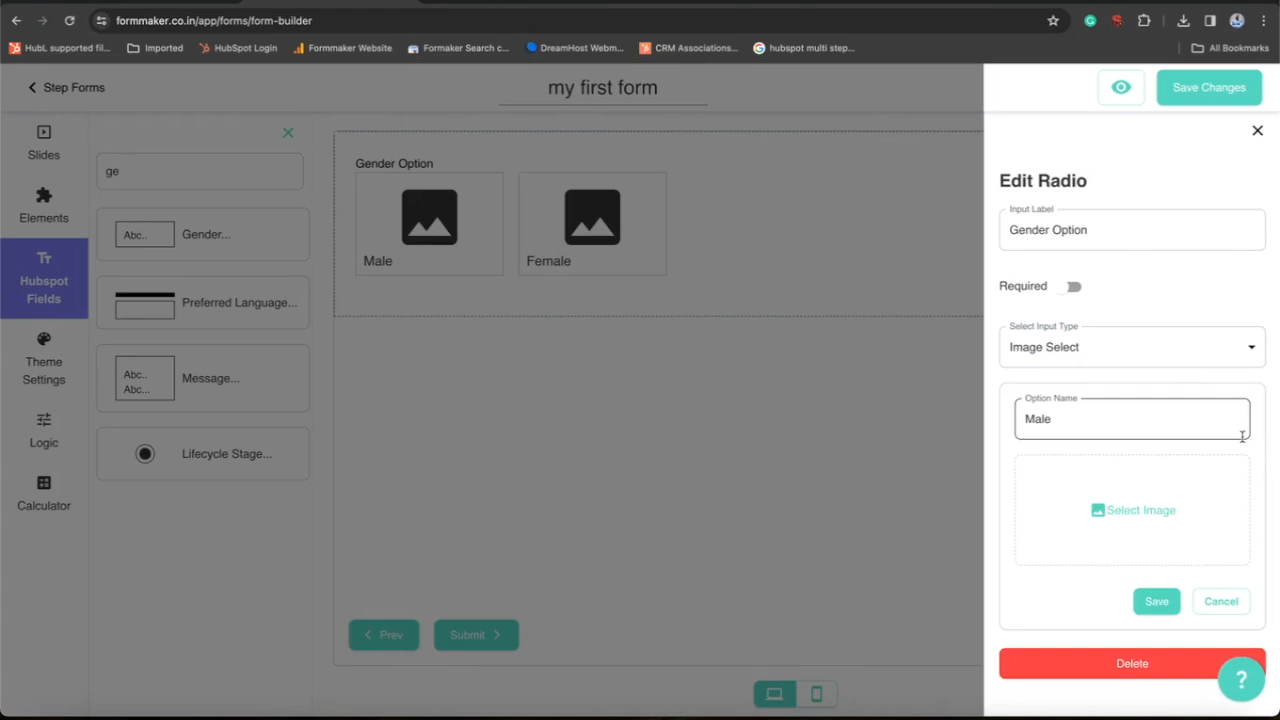 formmaker.co.in/app/forms/form-builder
HubL supported fil...
Imported
HubSpot Login
Formmaker Website
Formaker Search c...
DreamHost Webm...
CRM Associations...
hubspot multi step...
All Bookmarks
Step Forms
my first form
Save Changes
Slides
Elements
Hubspot
Fields
Theme
Settings
Logic
Calculator
ge
Abc..
Gender...
Preferred Language...
Abc..
Abc...
Message...
Lifecycle Stage...
Gender Option
Male
Female
Prev
Submit
Edit Radio
Input Label
Gender Option
Required
Select Input Type
Image Select
Option Name
Male
Select Image
Save
Cancel
Delete
?